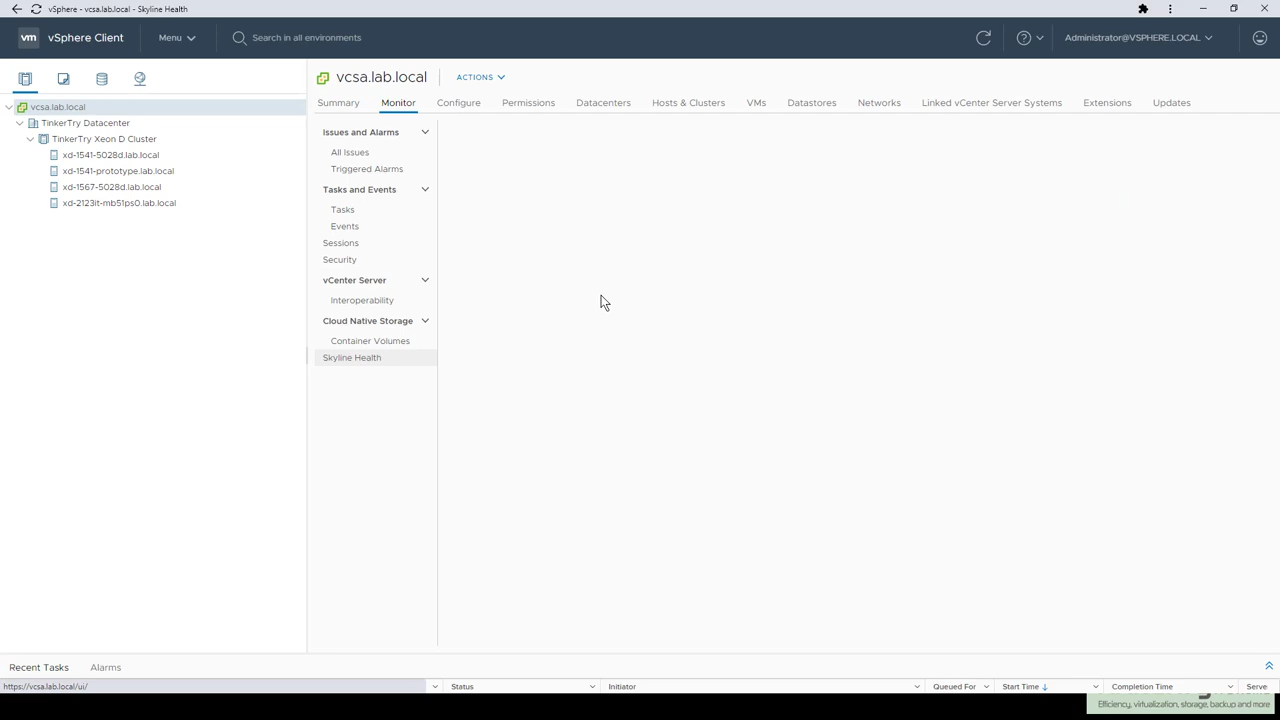 vSphere - vcsa.lab.local - Skyline Health
vm vSphere Client Menu Search in all environments Administrator@VSPHERE.LOCAL
vcsa.lab.local ACTIONS
Summary Monitor Configure Permissions Datacenters Hosts & Clusters VMs Datastores Networks Linked vCenter Server Systems Extensions Updates
vcsa.lab.local
TinkerTry Datacenter
TinkerTry Xeon D Cluster
xd-1541-5028d.lab.local
xd-1541-prototype.lab.local
xd-1567-5028d.lab.local
xd-2123it-mb51ps0.lab.local
Issues and Alarms
All Issues
Triggered Alarms
Tasks and Events
Tasks
Events
Sessions
Security
vCenter Server
Interoperability
Cloud Native Storage
Container Volumes
Skyline Health
Recent Tasks Alarms
https://vcsa.lab.local/ui/ Status Initiator Queued For Start Time Completion Time Serve
Efficiency, virtualization, storage, backup and more